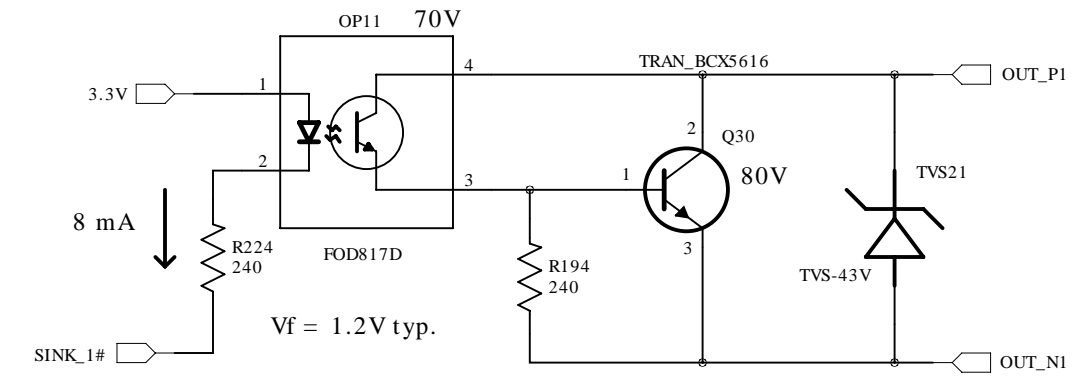 OP11
70V
3.3V
1
4
TRAN_BCX5616
OUT_P1
2
3
1
2
Q30
80V
3
TVS21
8 mA
R224
240
FOD817D
R194
240
TVS-43V
Vf = 1.2V typ.
SINK_1#
OUT_N1